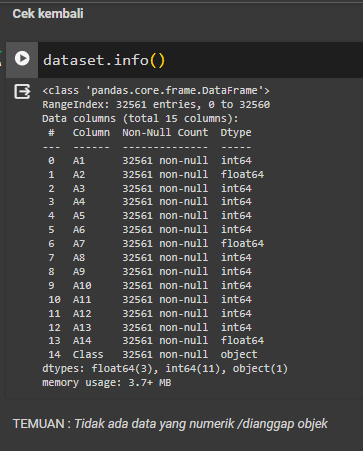 Cek kembali
dataset.info()
<class 'pandas.core.frame.DataFrame'>
RangeIndex: 32561 entries, 0 to 32560
Data columns (total 15 columns):
 #   Column  Non-Null Count  Dtype
---  ------  --------------  -----
 0   A1      32561 non-null  int64
 1   A2      32561 non-null  float64
 2   A3      32561 non-null  int64
 3   A4      32561 non-null  int64
 4   A5      32561 non-null  int64
 5   A6      32561 non-null  int64
 6   A7      32561 non-null  float64
 7   A8      32561 non-null  int64
 8   A9      32561 non-null  int64
 9   A10     32561 non-null  int64
 10  A11     32561 non-null  int64
 11  A12     32561 non-null  int64
 12  A13     32561 non-null  int64
 13  A14     32561 non-null  float64
 14  Class   32561 non-null  object
dtypes: float64(3), int64(11), object(1)
memory usage: 3.7+ MB
TEMUAN : Tidak ada data yang numerik /dianggap objek